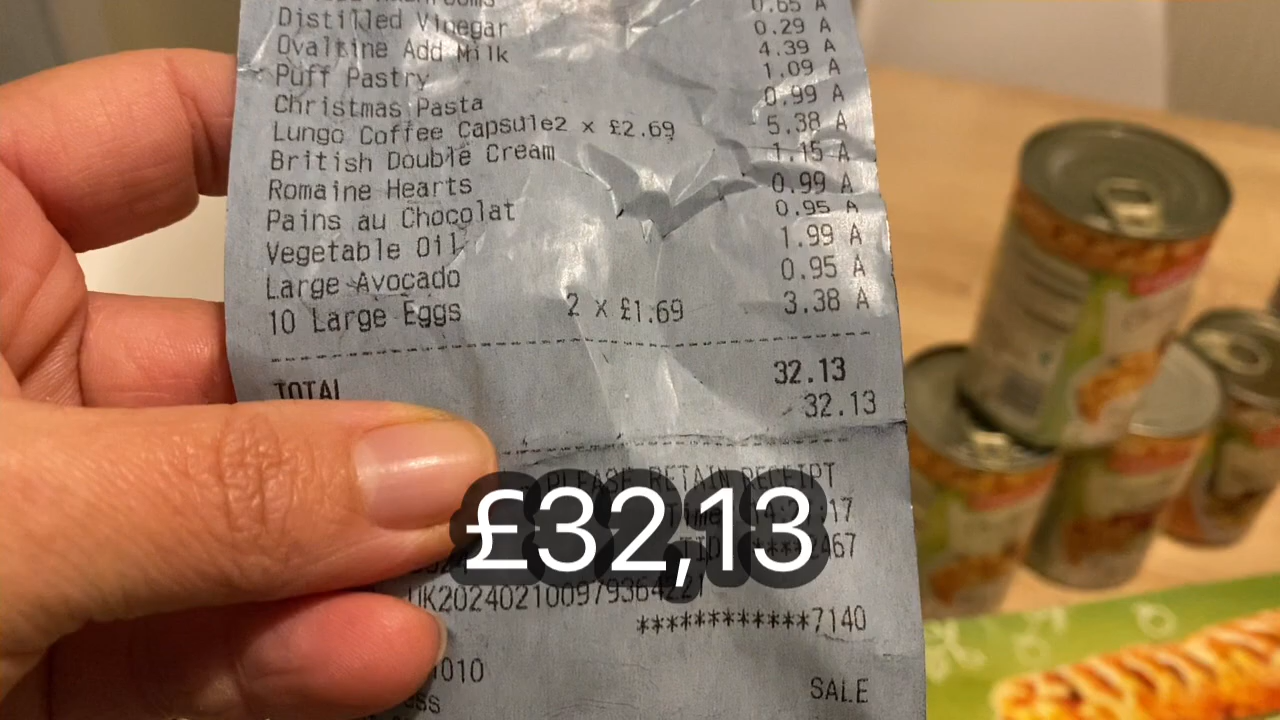 0.65 A
Distilled Vinegar 0.29 A
Ovaltine Add Milk 4.39 A
Puff Pastry 1.09 A
Christmas Pasta 0.99 A
Lungo Coffee Capsule2 x £2.69 5.38 A
British Double Cream 1.15 A
Romaine Hearts 0.99 A
Pains au Chocolat 0.95 A
Vegetable Oil 1.99 A
Large Avocado 0.95 A
10 Large Eggs 2 x £1.69 3.38 A
TOTAL 32.13
32.13
PLEASE RETAIN RECEIPT
£32,13
************7140
SALE